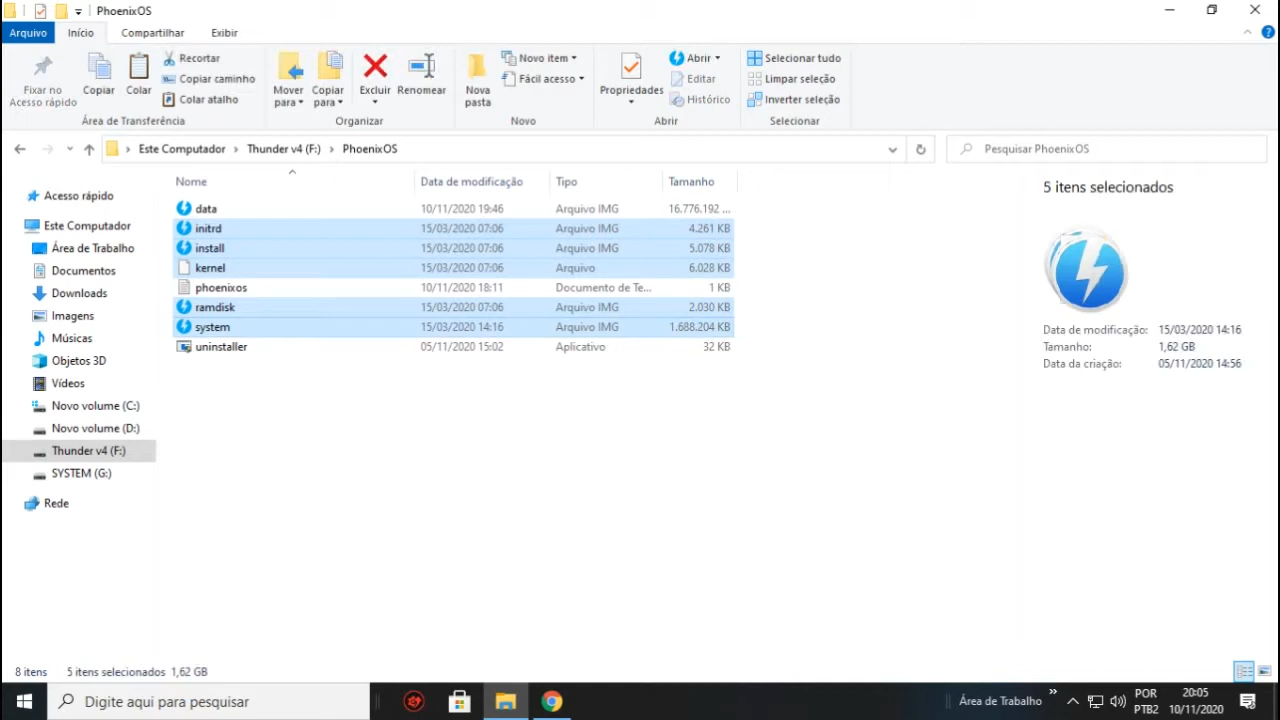 PhoenixOS
Arquivo Início Compartilhar Exibir
Fixar no Acesso rápido
Copiar
Colar
Recortar
Copiar caminho
Colar atalho
Área de Transferência
Mover para
Copiar para
Excluir
Renomear
Organizar
Nova pasta
Novo item
Fácil acesso
Novo
Propriedades
Abrir
Editar
Histórico
Abrir
Selecionar tudo
Limpar seleção
Inverter seleção
Selecionar
Este Computador > Thunder v4 (F:) > PhoenixOS
Pesquisar PhoenixOS
Acesso rápido
Este Computador
Área de Trabalho
Documentos
Downloads
Imagens
Músicas
Objetos 3D
Vídeos
Novo volume (C:)
Novo volume (D:)
Thunder v4 (F:)
SYSTEM (G:)
Rede
Nome Data de modificação Tipo Tamanho
data 10/11/2020 19:46 Arquivo IMG 16.776.192 ...
initrd 15/03/2020 07:06 Arquivo IMG 4.261 KB
install 15/03/2020 07:06 Arquivo IMG 5.078 KB
kernel 15/03/2020 07:06 Arquivo 6.028 KB
phoenixos 10/11/2020 18:11 Documento de Te... 1 KB
ramdisk 15/03/2020 07:06 Arquivo IMG 2.030 KB
system 15/03/2020 14:16 Arquivo IMG 1.688.204 KB
uninstaller 05/11/2020 15:02 Aplicativo 32 KB
5 itens selecionados
Data de modificação: 15/03/2020 14:16
Tamanho: 1,62 GB
Data da criação: 05/11/2020 14:56
8 itens 5 itens selecionados 1,62 GB
Digite aqui para pesquisar
Área de Trabalho
POR
PTB2
20:05
10/11/2020